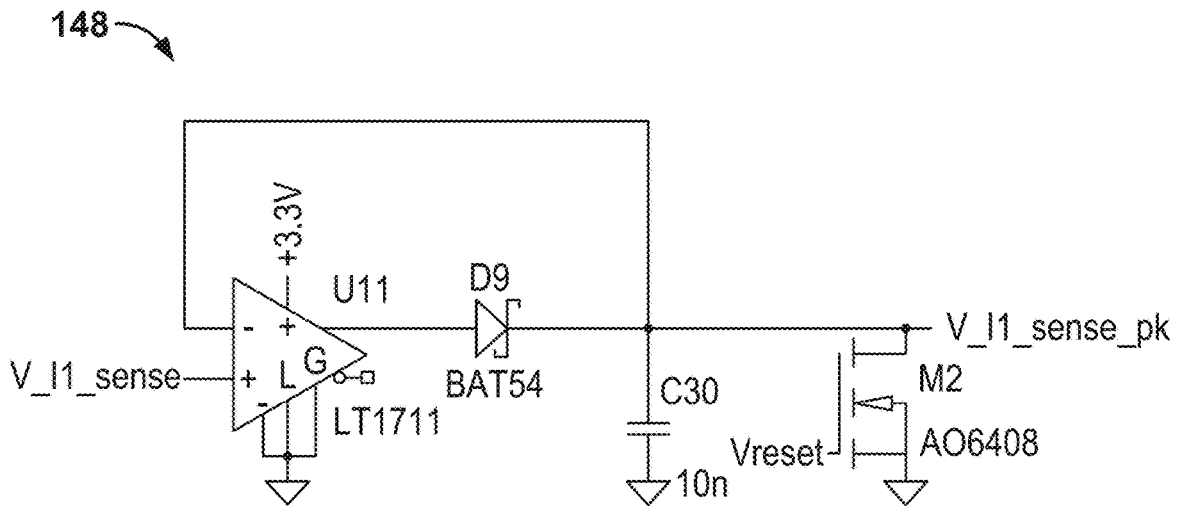 148
+3.3V
U11
D9
- +
V_I1_sense
+ L G
-
LT1711
BAT54
C30
10n
V_I1_sense_pk
M2
Vreset
AO6408